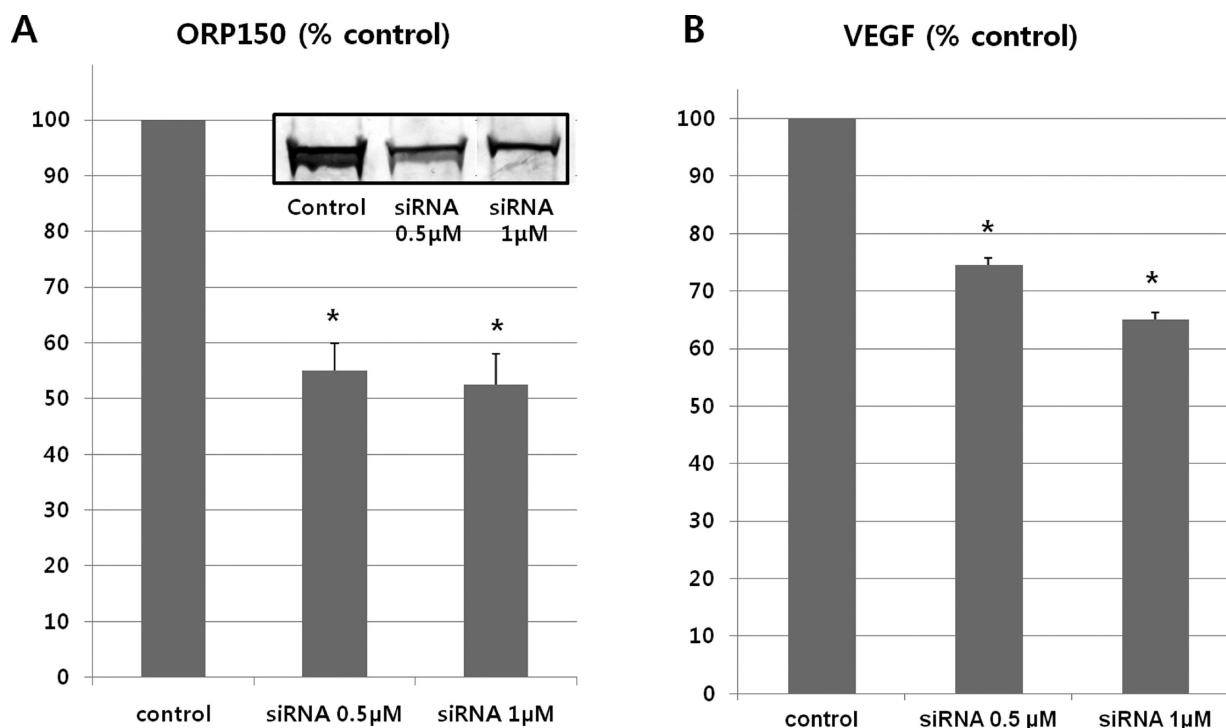 A
ORP150 (% control)
100
90
80
70
60
50
40
30
20
10
0
Control
siRNA
0.5μM
siRNA
1μM
*
*
control
siRNA 0.5μM
siRNA 1μM
B
VEGF (% control)
100
90
80
70
60
50
40
30
20
10
0
*
*
control
siRNA 0.5 μM
siRNA 1μM